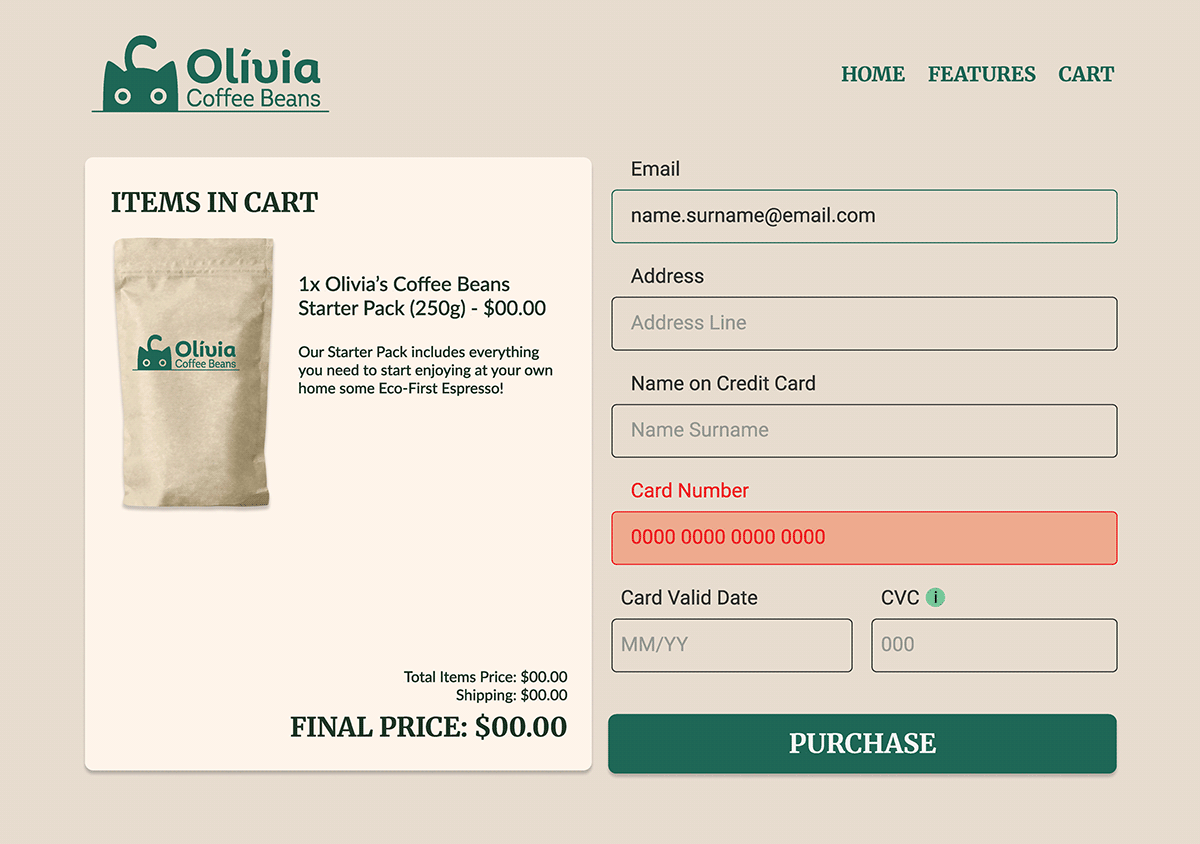 Olívia
Coffee Beans
HOME FEATURES CART
ITEMS IN CART
Olívia
Coffee Beans
1x Olivia’s Coffee Beans
Starter Pack (250g) - $00.00
Our Starter Pack includes everything
you need to start enjoying at your own
home some Eco-First Espresso!
Total Items Price: $00.00
Shipping: $00.00
FINAL PRICE: $00.00
Email
name.surname@email.com
Address
Address Line
Name on Credit Card
Name Surname
Card Number
0000 0000 0000 0000
Card Valid Date
MM/YY
CVC i
000
PURCHASE